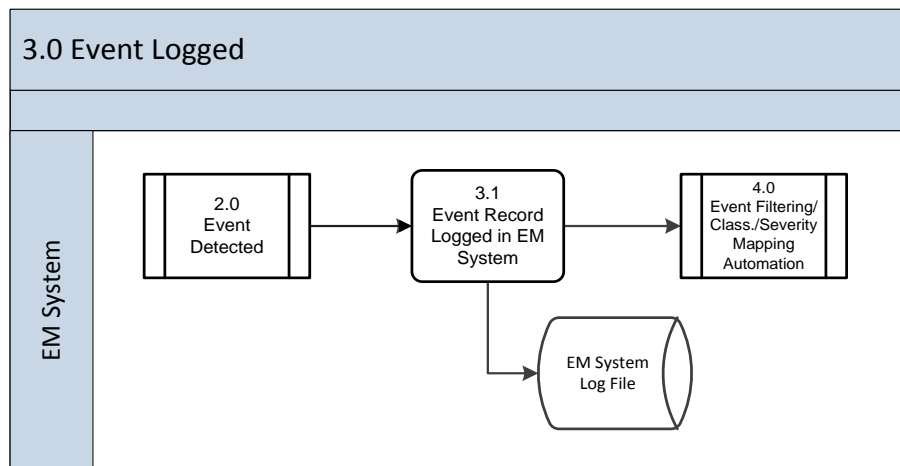 3.0 Event Logged
EM System
2.0
Event
Detected
3.1
Event Record
Logged in EM
System
4.0
Event Filtering/
Class./Severity
Mapping
Automation
EM System
Log File